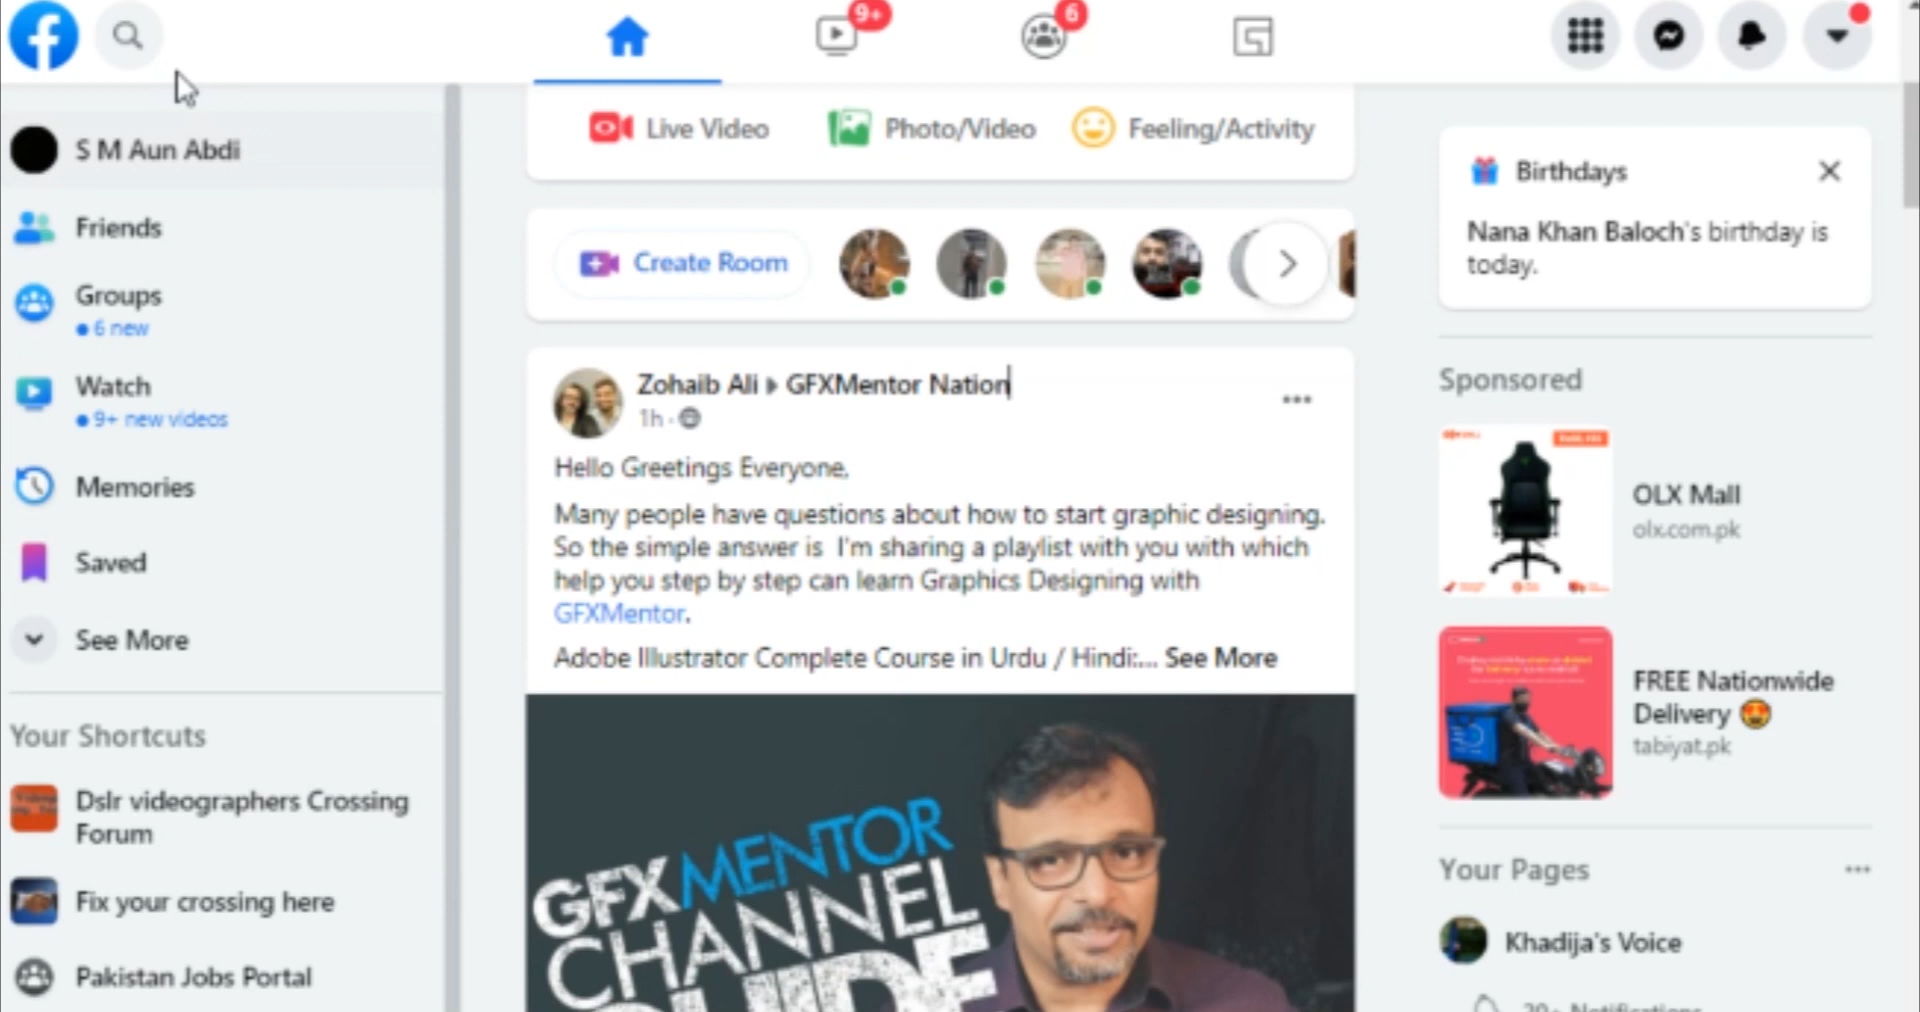 9+
6
S M Aun Abdi
Friends
Groups
6 new
Watch
9+ new videos
Memories
Saved
See More
Your Shortcuts
Dslr videographers Crossing
Forum
Fix your crossing here
Pakistan Jobs Portal
Live Video
Photo/Video
Feeling/Activity
Create Room
Zohaib Ali GFXMentor Nation
1h ·
Hello Greetings Everyone.
Many people have questions about how to start graphic designing.
So the simple answer is I'm sharing a playlist with you with which
help you step by step can learn Graphics Designing with
GFXMentor.
Adobe Illustrator Complete Course in Urdu / Hindi:... See More
GFXMENTOR
CHANNEL
GUIDE
Birthdays
Nana Khan Baloch's birthday is
today.
Sponsored
OLX Mall
olx.com.pk
FREE Nationwide
Delivery 😍
tabiyat.pk
Your Pages
Khadija's Voice
20+ Notifications